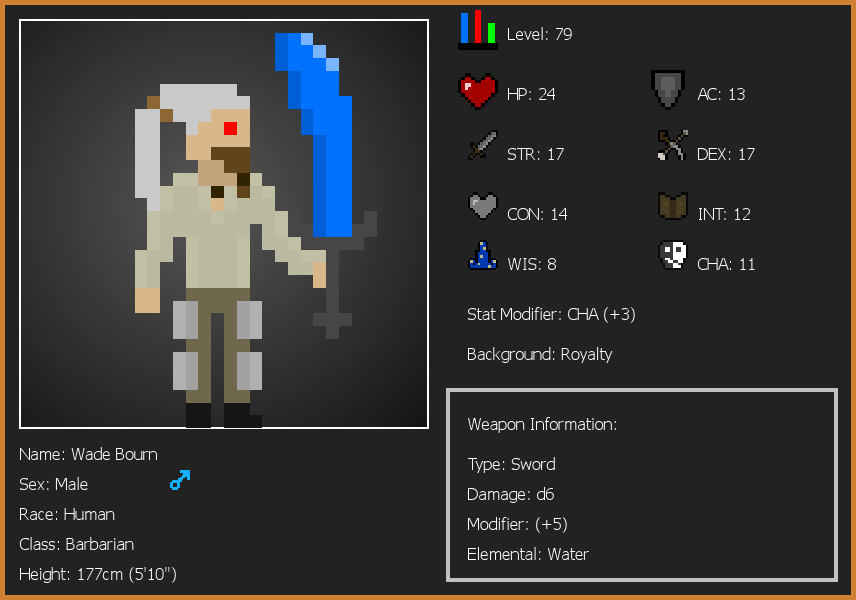 Level: 79
HP: 24
AC: 13
STR: 17
DEX: 17
CON: 14
INT: 12
WIS: 8
CHA: 11
Stat Modifier: CHA (+3)
Background: Royalty
Weapon Information:
Type: Sword
Damage: d6
Modifier: (+5)
Elemental: Water
Name: Wade Bourn
Sex: Male
Race: Human
Class: Barbarian
Height: 177cm (5'10")